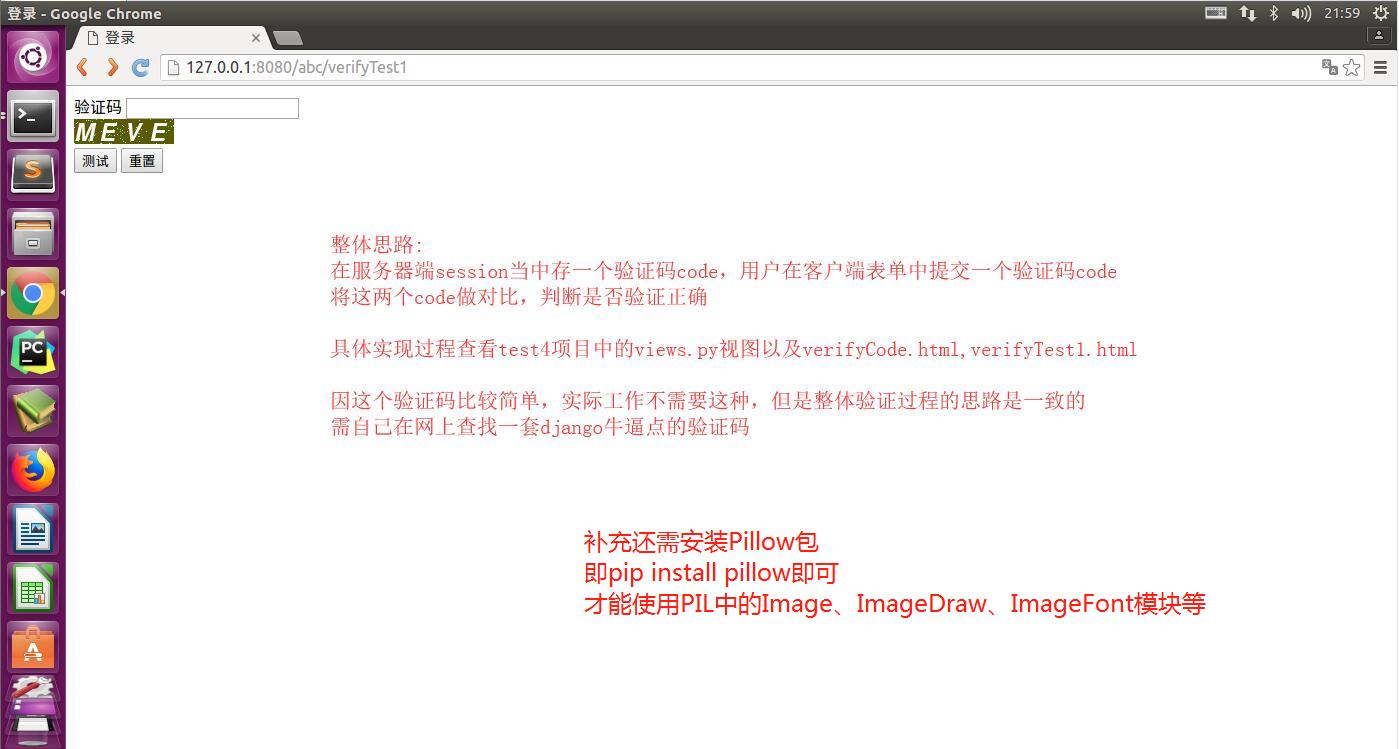 登录 - Google Chrome
21:59
登录
127.0.0.1:8080/abc/verifyTest1
验证码
MEVE
测试 重置
整体思路:
在服务器端session当中存一个验证码code，用户在客户端表单中提交一个验证码code
将这两个code做对比，判断是否验证正确
具体实现过程查看test4项目中的views.py视图以及verifyCode.html,verifyTest1.html
因这个验证码比较简单，实际工作不需要这种，但是整体验证过程的思路是一致的
需自己在网上查找一套django牛逼点的验证码
补充还需安装Pillow包
即pip install pillow即可
才能使用PIL中的Image、ImageDraw、ImageFont模块等
S
PC
A